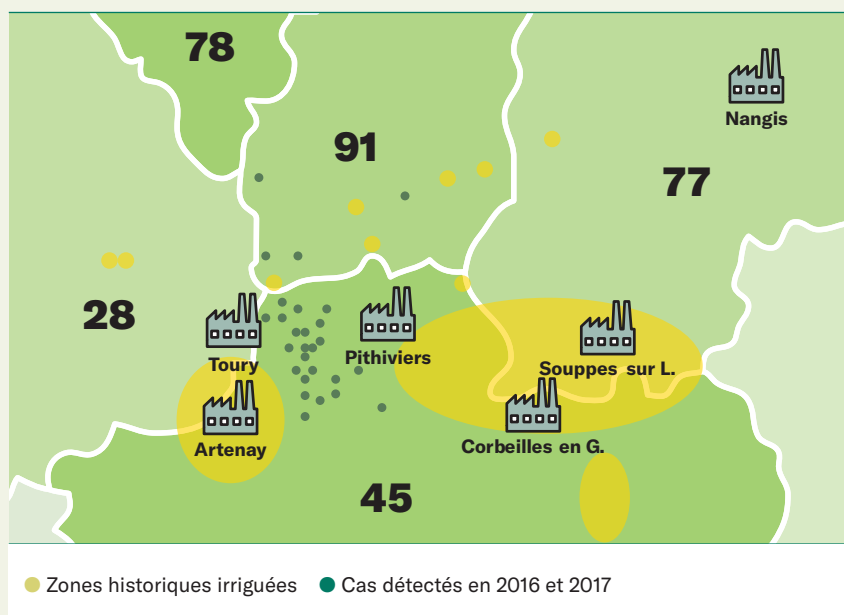 78
Nangis
91
77
28
Toury
Pithiviers
Souppes sur L.
Artenay
Corbeilles en G.
45
Zones historiques irriguées
Cas détectés en 2016 et 2017